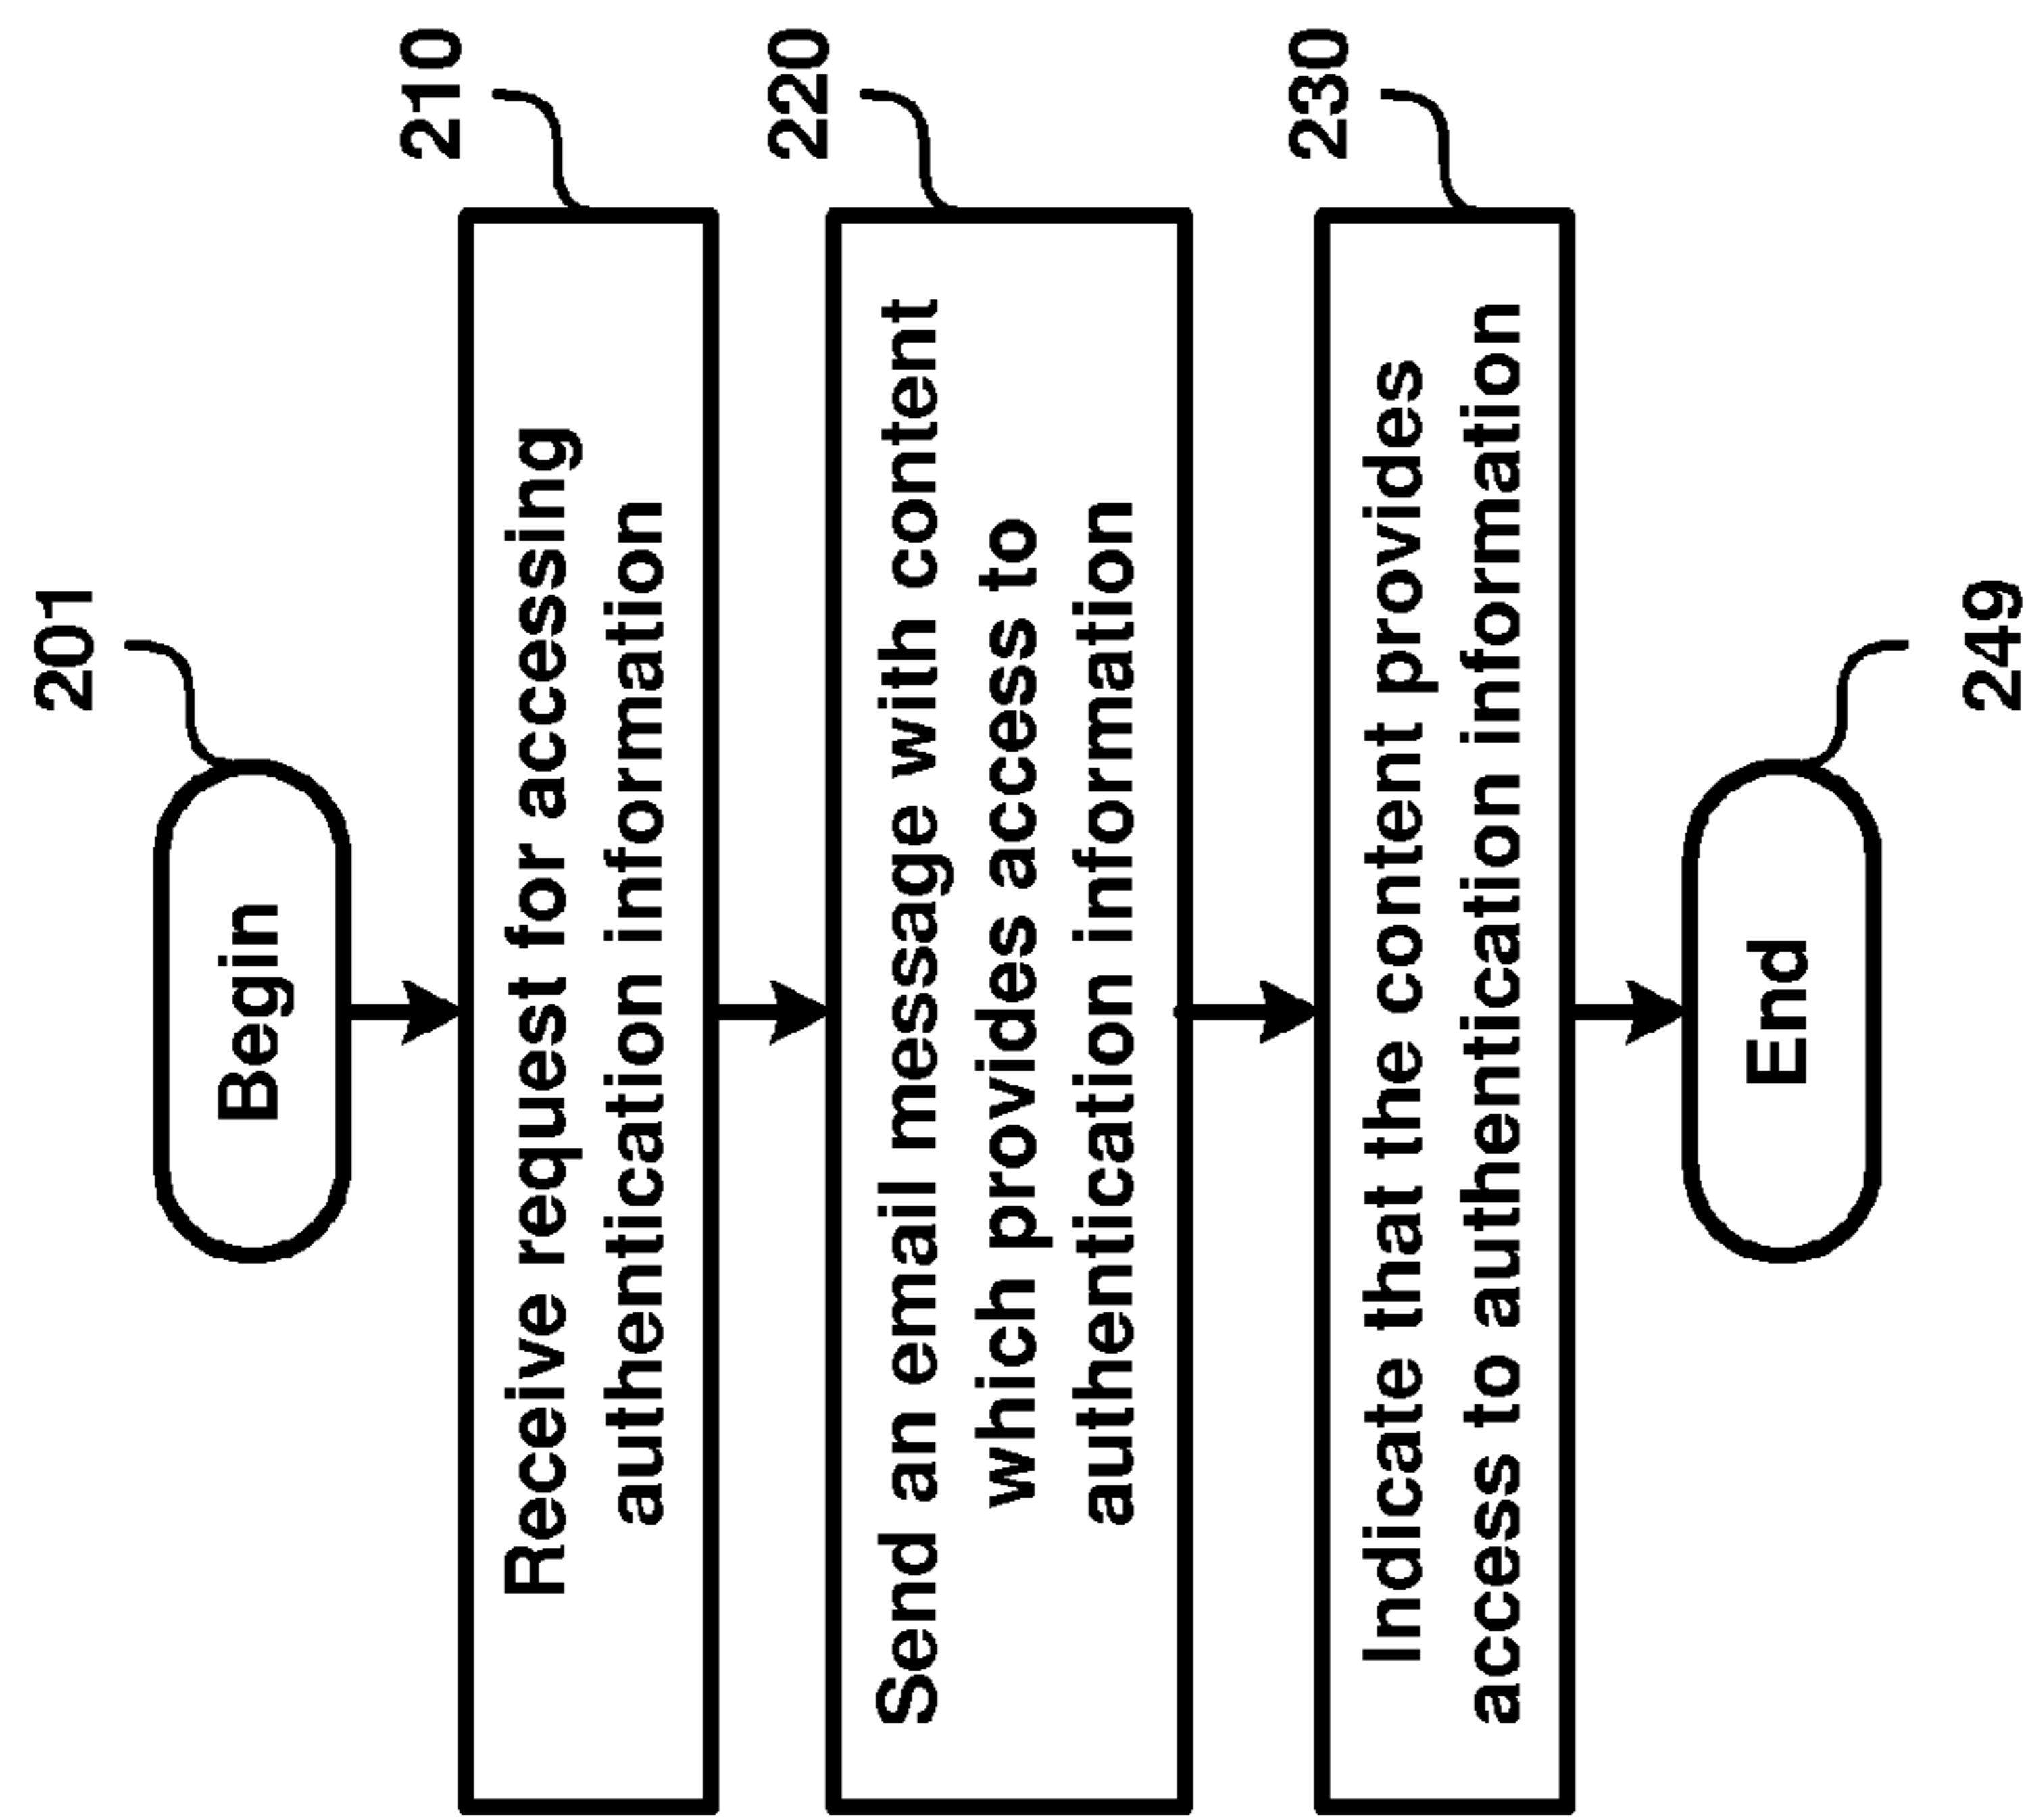 201
Begin
210
Receive request for accessing
authentication information
220
Send an email message with content
which provides access to
authentication information
230
Indicate that the content provides
access to authentication information
End
249